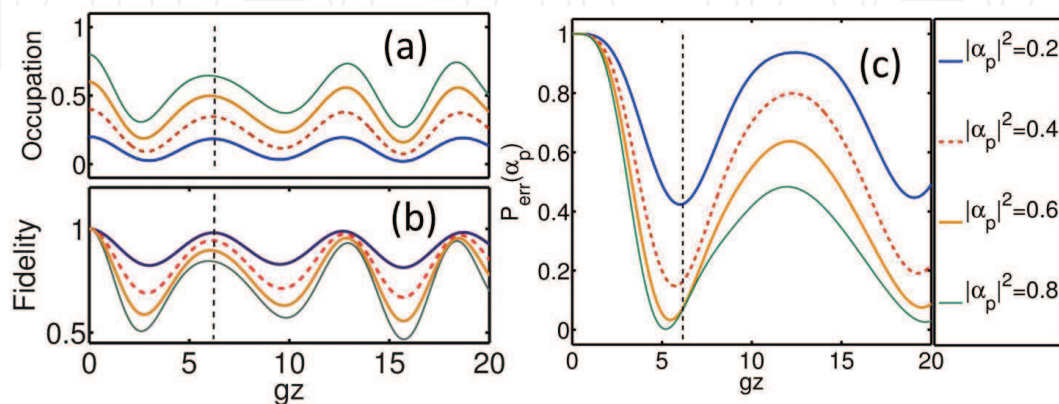 (a)
Occupation
1
0.5
0
(b)
Fidelity
1
0.5
0 5 10 15 20
gz
(c)
P_err(α_p)
1
0.8
0.6
0.4
0.2
0
0 5 10 15 20
gz
|α_p|²=0.2
|α_p|²=0.4
|α_p|²=0.6
|α_p|²=0.8